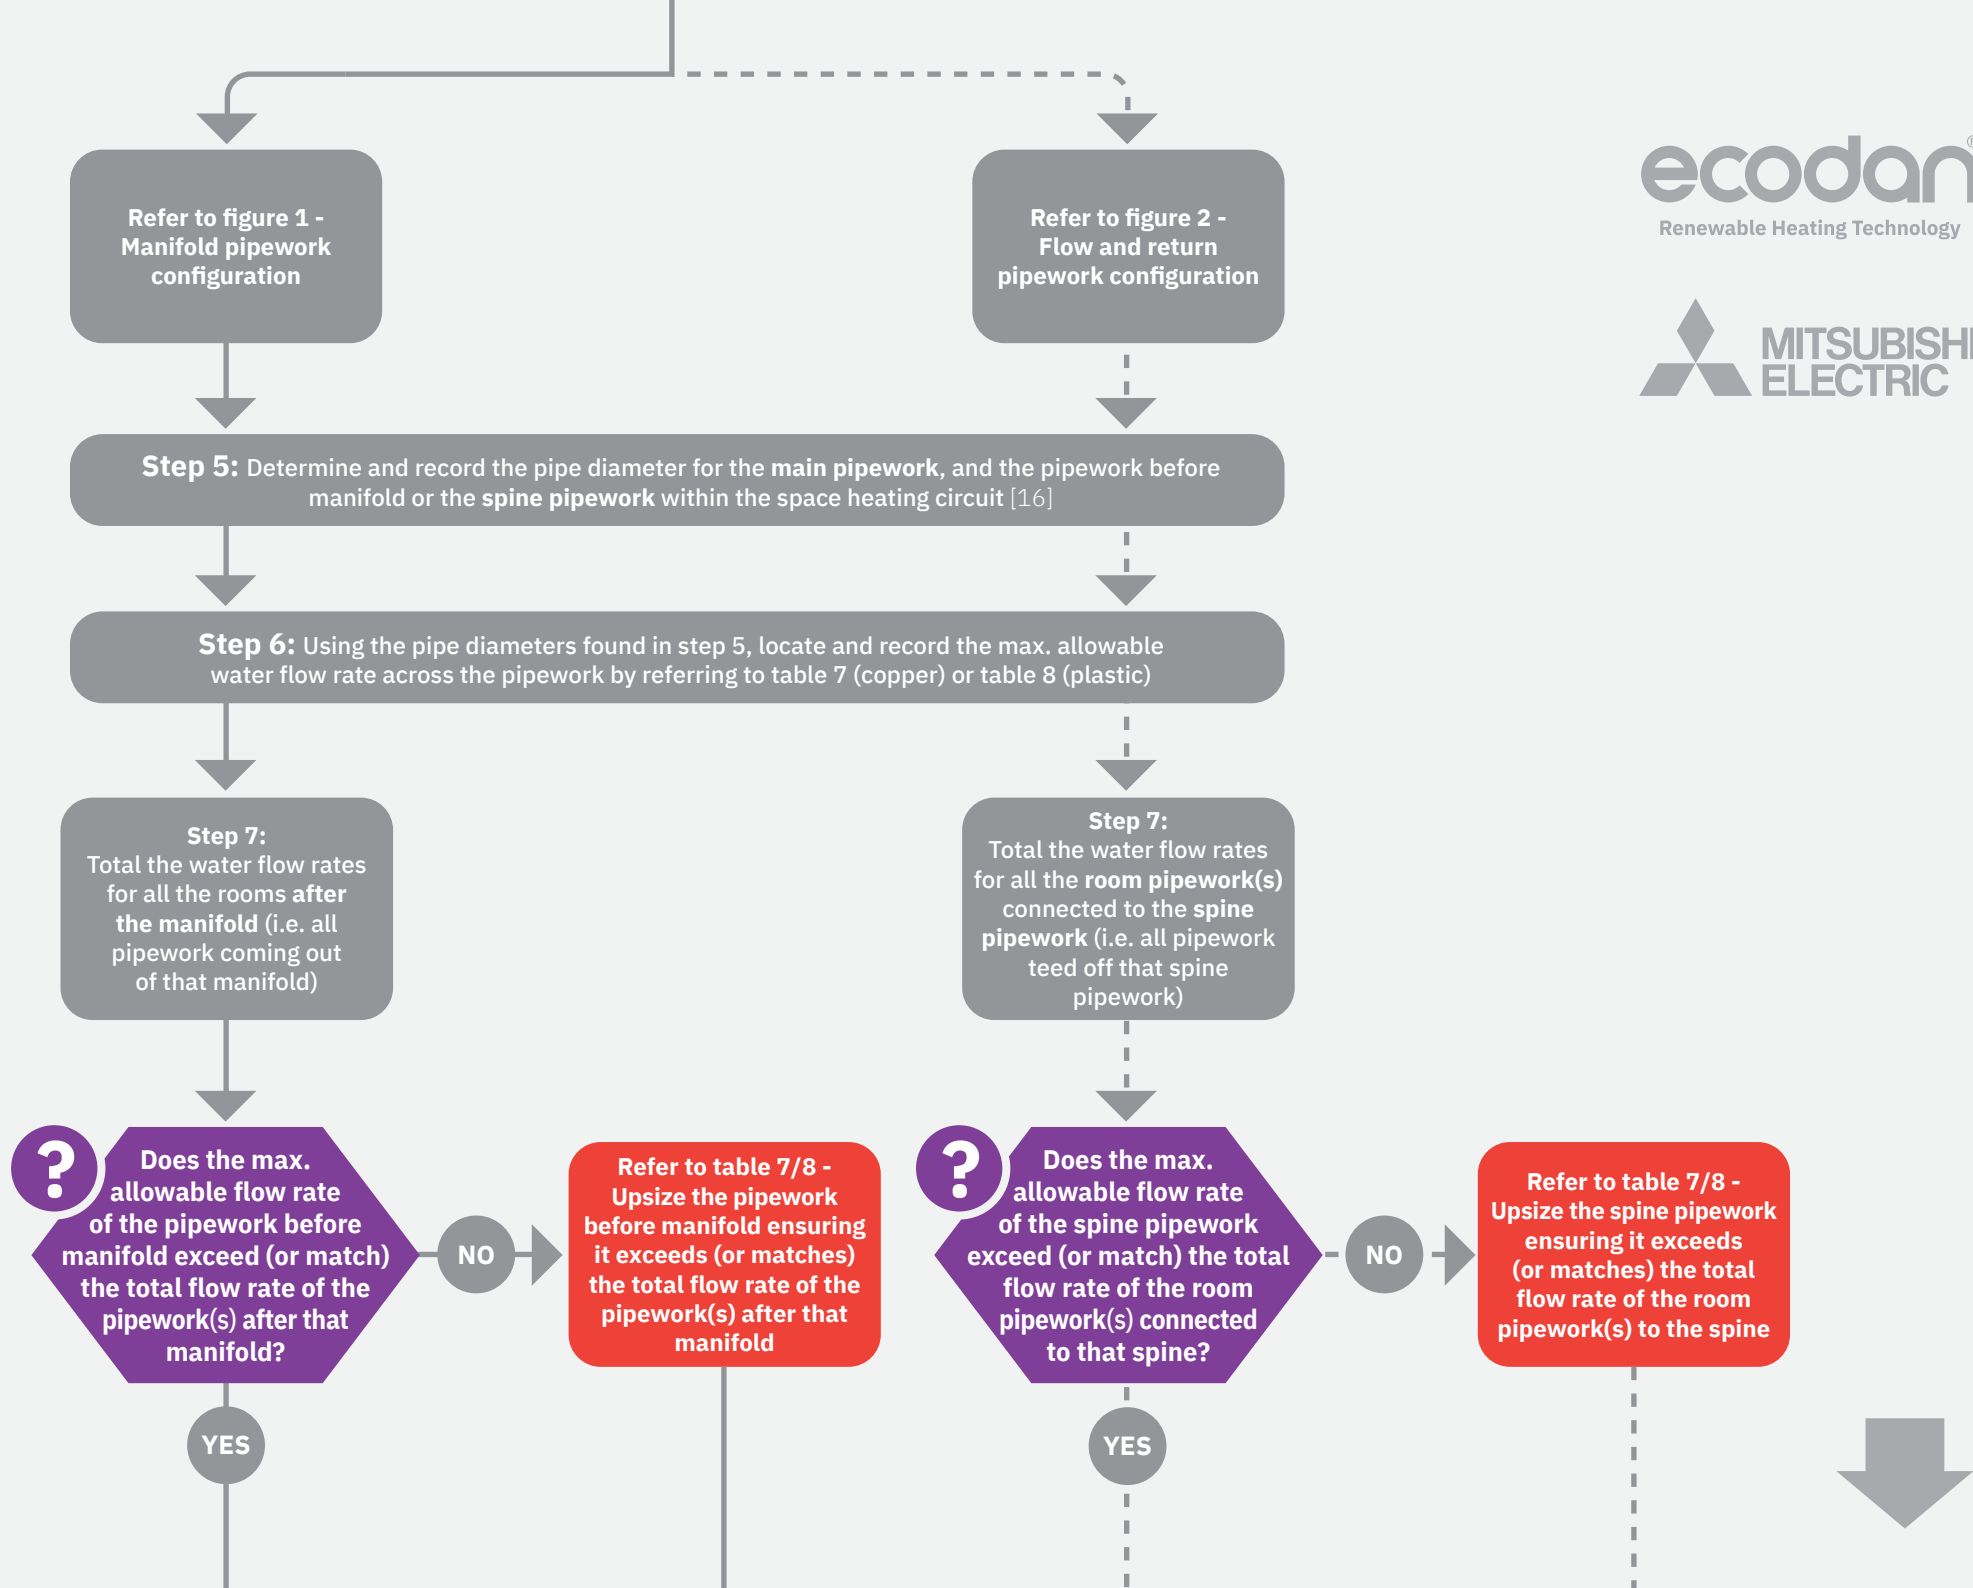 Refer to figure 1 -
Manifold pipework
configuration
Refer to figure 2 -
Flow and return
pipework configuration
ecodan®
Renewable Heating Technology
MITSUBISHI
ELECTRIC
Step 5: Determine and record the pipe diameter for the main pipework, and the pipework before
manifold or the spine pipework within the space heating circuit [16]
Step 6: Using the pipe diameters found in step 5, locate and record the max. allowable
water flow rate across the pipework by referring to table 7 (copper) or table 8 (plastic)
Step 7:
Total the water flow rates
for all the rooms after
the manifold (i.e. all
pipework coming out
of that manifold)
Step 7:
Total the water flow rates
for all the room pipework(s)
connected to the spine
pipework (i.e. all pipework
teed off that spine
pipework)
?
Does the max.
allowable flow rate
of the pipework before
manifold exceed (or match)
the total flow rate of the
pipework(s) after that
manifold?
NO
Refer to table 7/8 -
Upsize the pipework
before manifold ensuring
it exceeds (or matches)
the total flow rate of the
pipework(s) after that
manifold
?
Does the max.
allowable flow rate
of the spine pipework
exceed (or match) the total
flow rate of the room
pipework(s) connected
to that spine?
NO
Refer to table 7/8 -
Upsize the spine pipework
ensuring it exceeds
(or matches) the total
flow rate of the room
pipework(s) to the spine
YES
YES